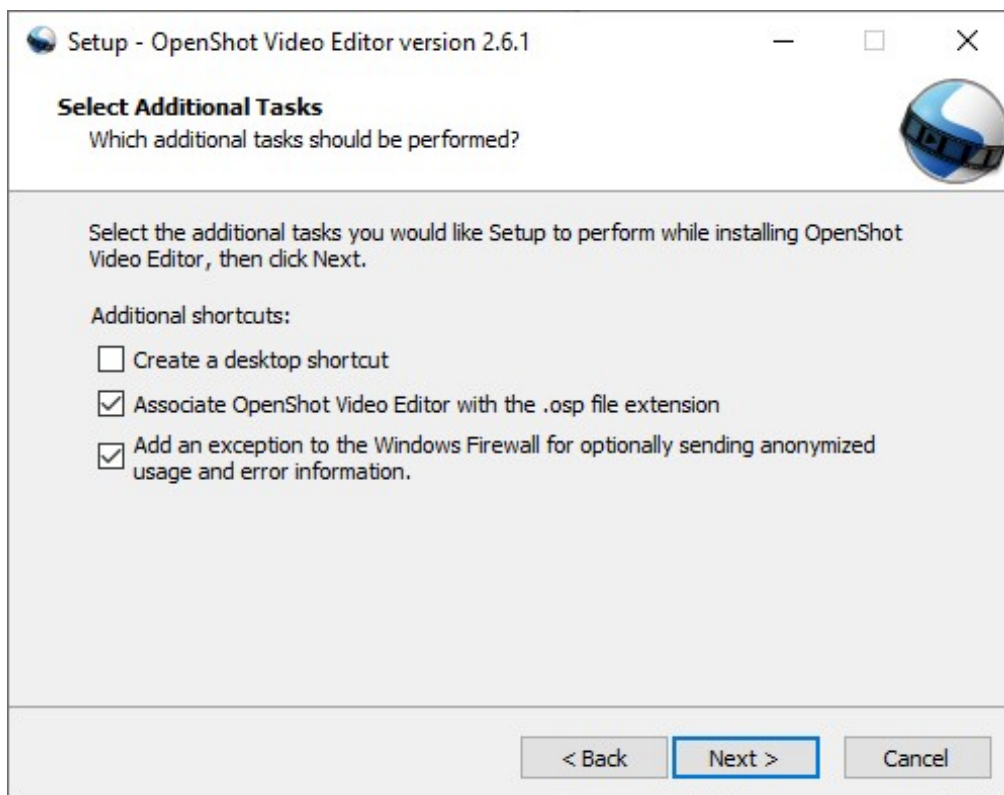 Setup - OpenShot Video Editor version 2.6.1
Select Additional Tasks
Which additional tasks should be performed?
Select the additional tasks you would like Setup to perform while installing OpenShot
Video Editor, then click Next.
Additional shortcuts:
Create a desktop shortcut
Associate OpenShot Video Editor with the .osp file extension
Add an exception to the Windows Firewall for optionally sending anonymized
usage and error information.
< Back
Next >
Cancel